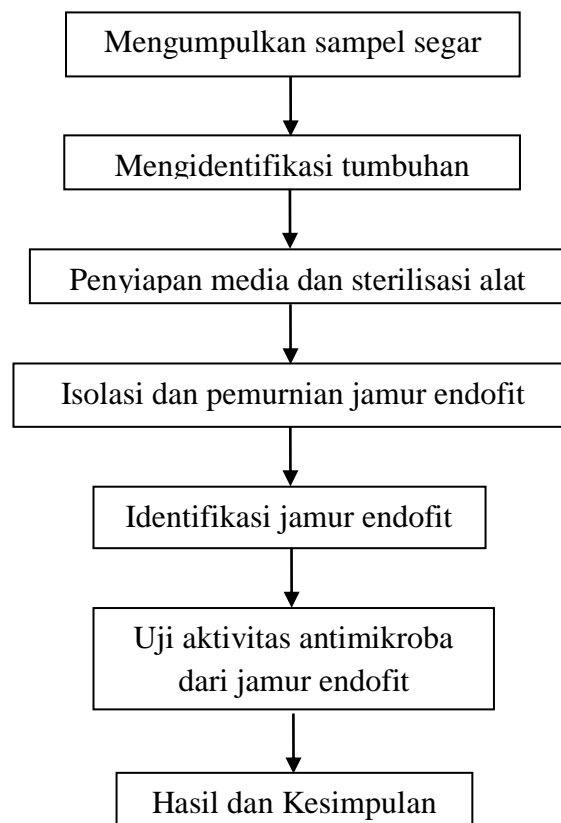 Mengumpulkan sampel segar
Mengidentifikasi tumbuhan
Penyiapan media dan sterilisasi alat
Isolasi dan pemurnian jamur endofit
Identifikasi jamur endofit
Uji aktivitas antimikroba
dari jamur endofit
Hasil dan Kesimpulan